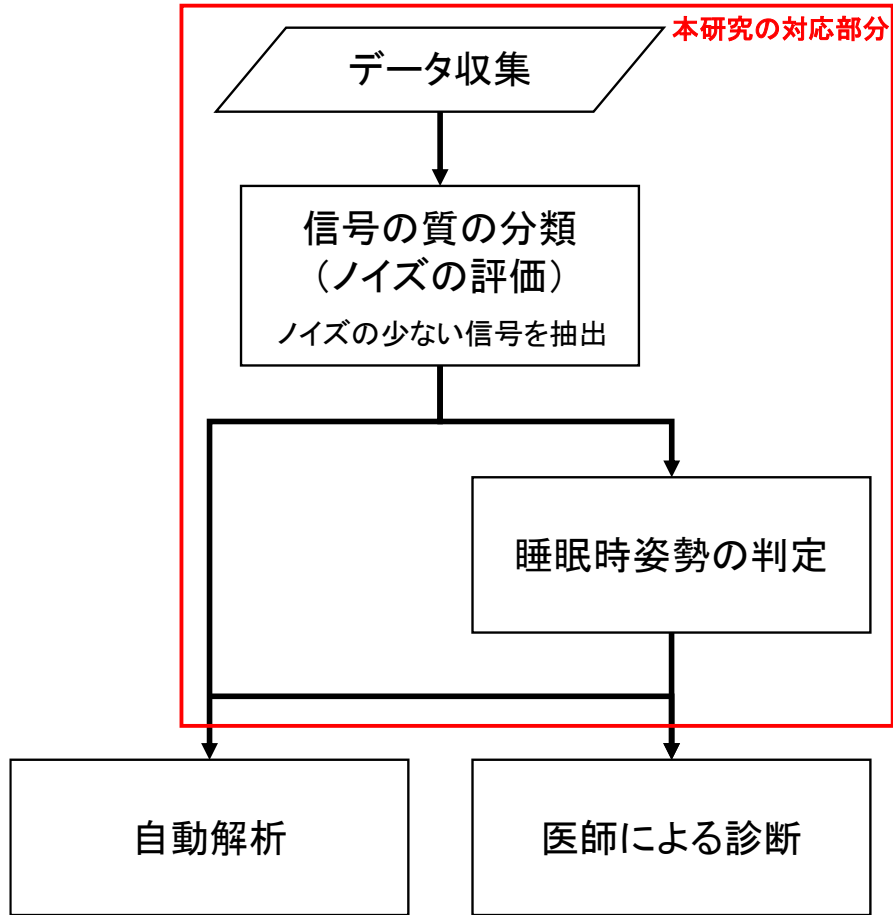 本研究の対応部分
データ収集
信号の質の分類
（ノイズの評価）
ノイズの少ない信号を抽出
睡眠時姿勢の判定
自動解析
医師による診断